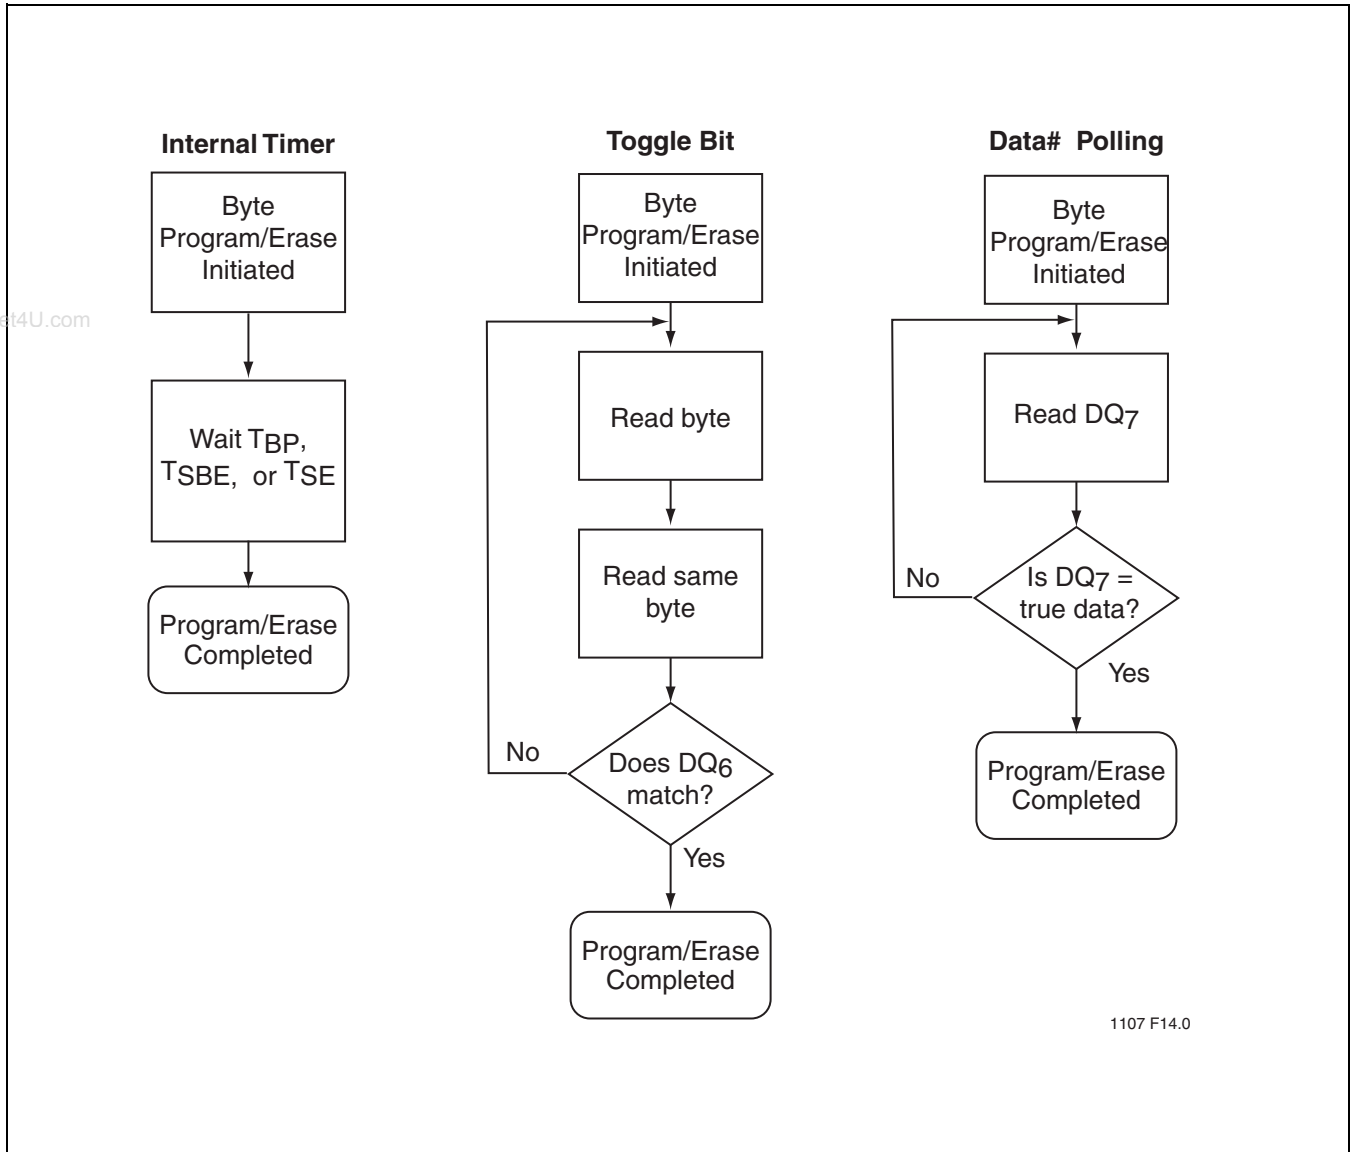 Internal Timer
Byte
Program/Erase
Initiated
Wait TBP,
TSBE, or TSE
Program/Erase
Completed
Toggle Bit
Byte
Program/Erase
Initiated
Read byte
Read same
byte
Does DQ6
match?
No
Yes
Program/Erase
Completed
Data# Polling
Byte
Program/Erase
Initiated
Read DQ7
Is DQ7 =
true data?
No
Yes
Program/Erase
Completed
1107 F14.0
et4U.com